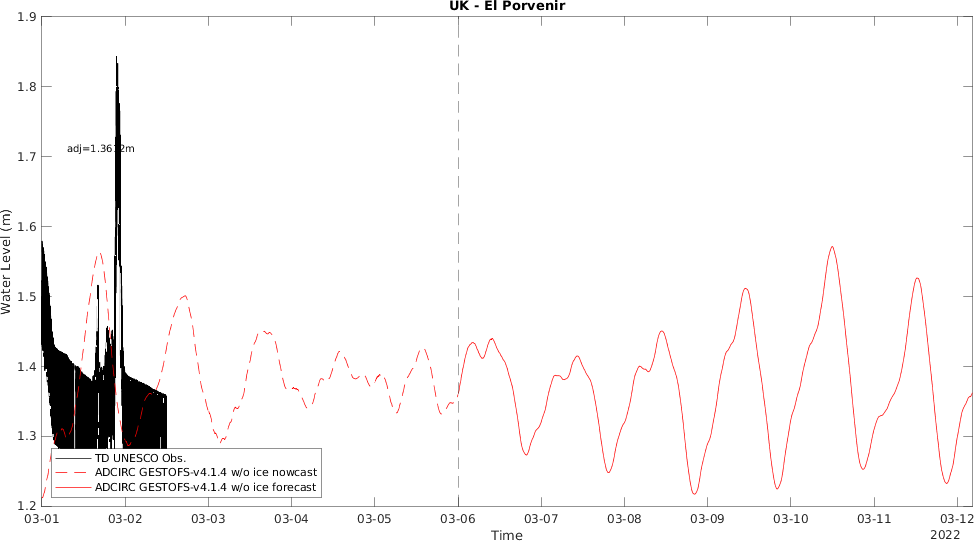 UK - El Porvenir
1.9
1.8
1.7
1.6
1.5
1.4
1.3
1.2
Water Level (m)
adj=1.3612m
TD UNESCO Obs.
ADCIRC GESTOFS-v4.1.4 w/o ice nowcast
ADCIRC GESTOFS-v4.1.4 w/o ice forecast
03-01 03-02 03-03 03-04 03-05 03-06 03-07 03-08 03-09 03-10 03-11 03-12
Time
2022